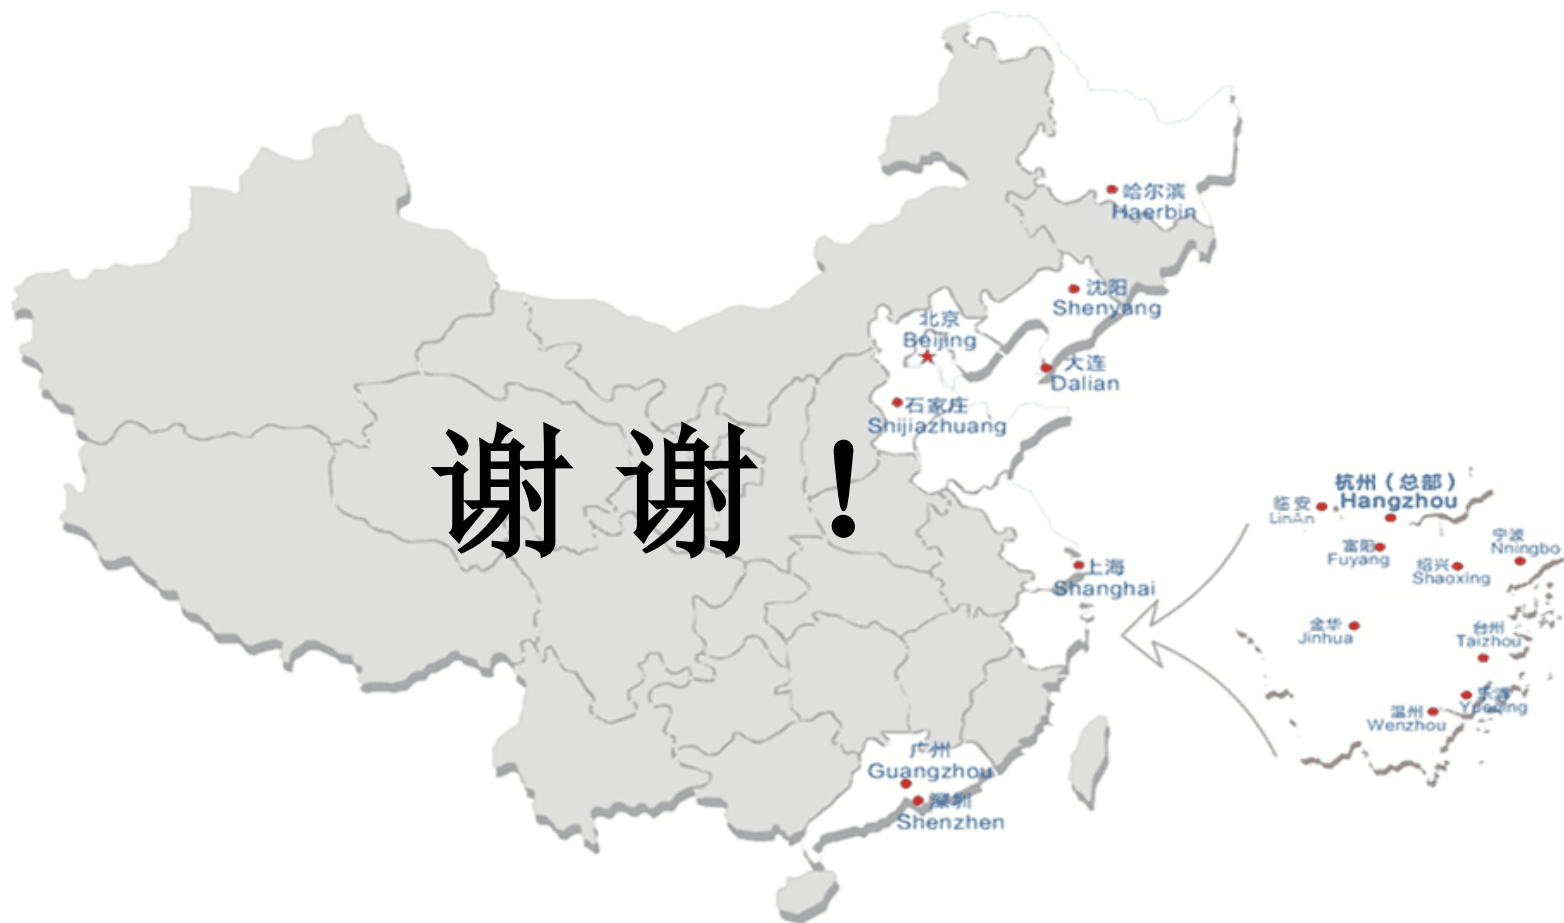 哈尔滨
Haerbin
沈阳
Shenyang
北京
Beijing
大连
Dalian
石家庄
Shijiazhuang
谢谢！
上海
Shanghai
广州
Guangzhou
深圳
Shenzhen
杭州（总部）
Hangzhou
临安
LinAn
富阳
Fuyang
绍兴
Shaoxing
宁波
Nningbo
金华
Jinhua
台州
Taizhou
乐清
Yueqing
温州
Wenzhou